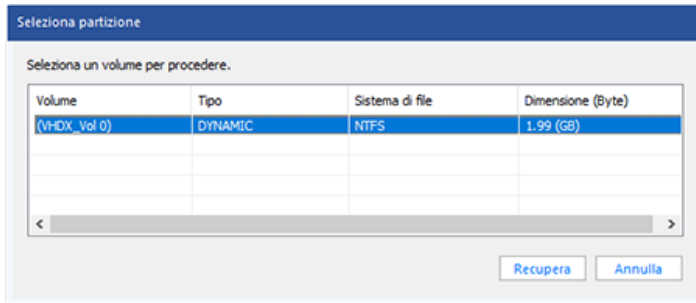 Seleziona partizione
Seleziona un volume per procedere.
Volume Tipo Sistema di file Dimensione (Byte)
(VHDX_Vol 0) DYNAMIC NTFS 1.99 (GB)
Recupera Annulla